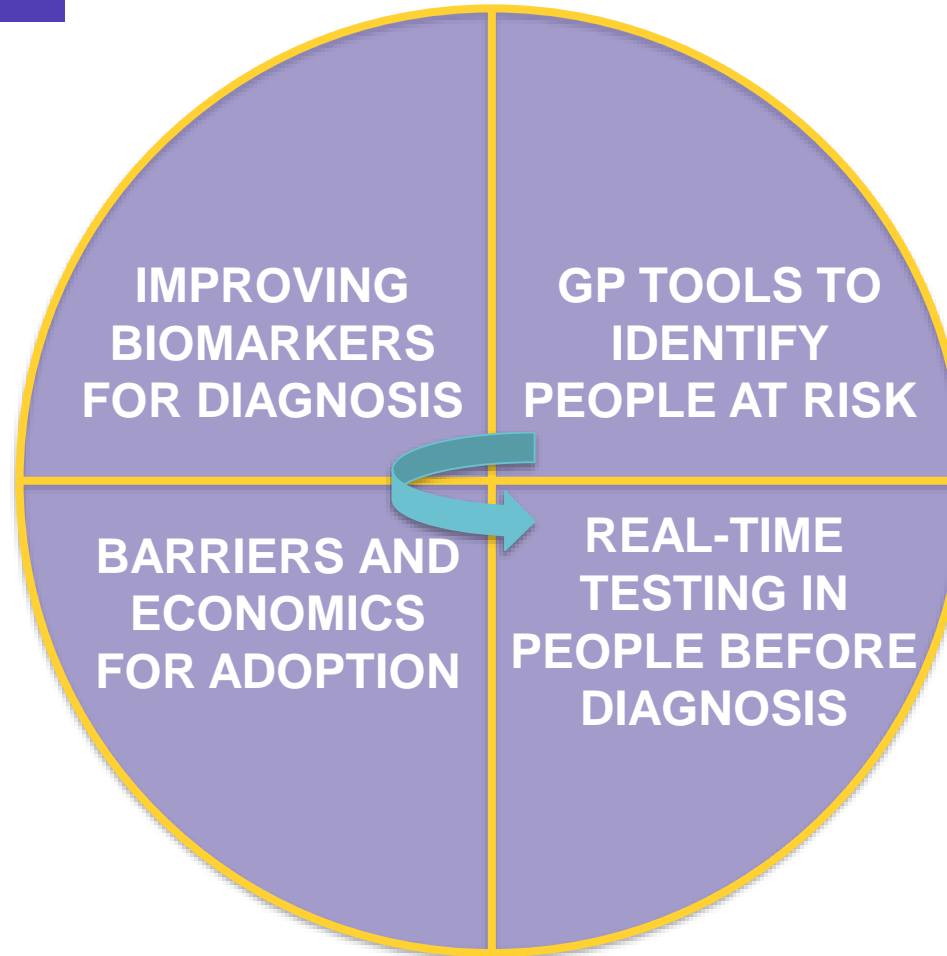 IMPROVING
BIOMARKERS
FOR DIAGNOSIS
GP TOOLS TO
IDENTIFY
PEOPLE AT RISK
BARRIERS AND
ECONOMICS
FOR ADOPTION
REAL-TIME
TESTING IN
PEOPLE BEFORE
DIAGNOSIS